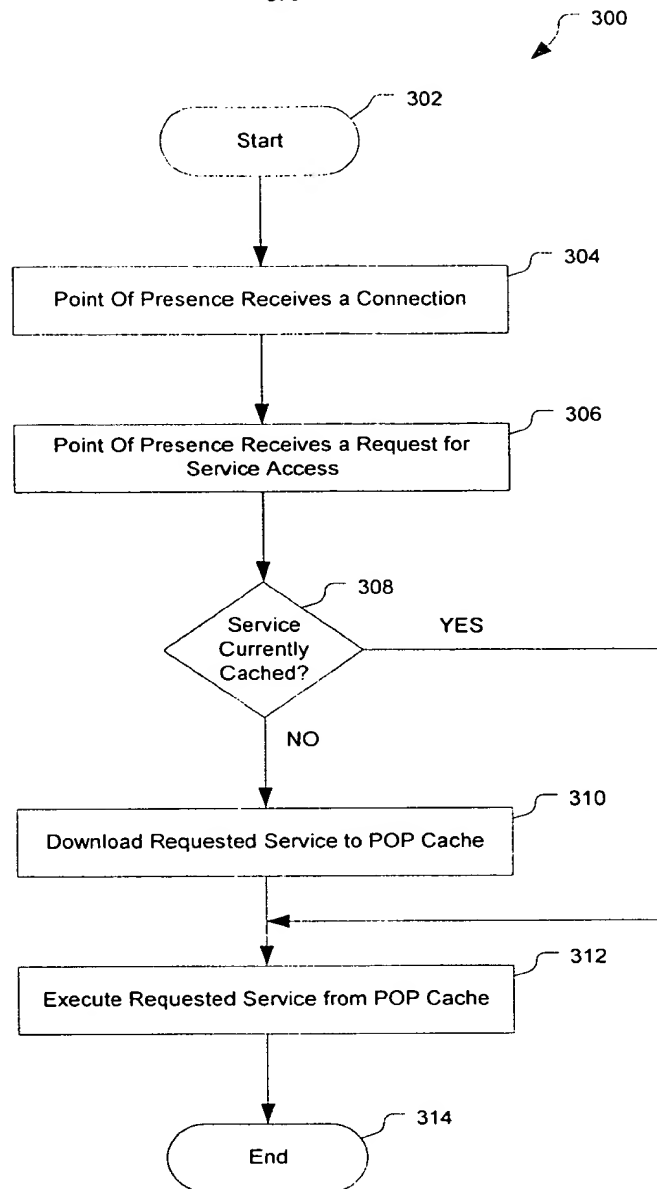 300
302
Start
304
Point Of Presence Receives a Connection
306
Point Of Presence Receives a Request for
Service Access
308
Service
Currently
Cached?
YES
NO
310
Download Requested Service to POP Cache
312
Execute Requested Service from POP Cache
314
End